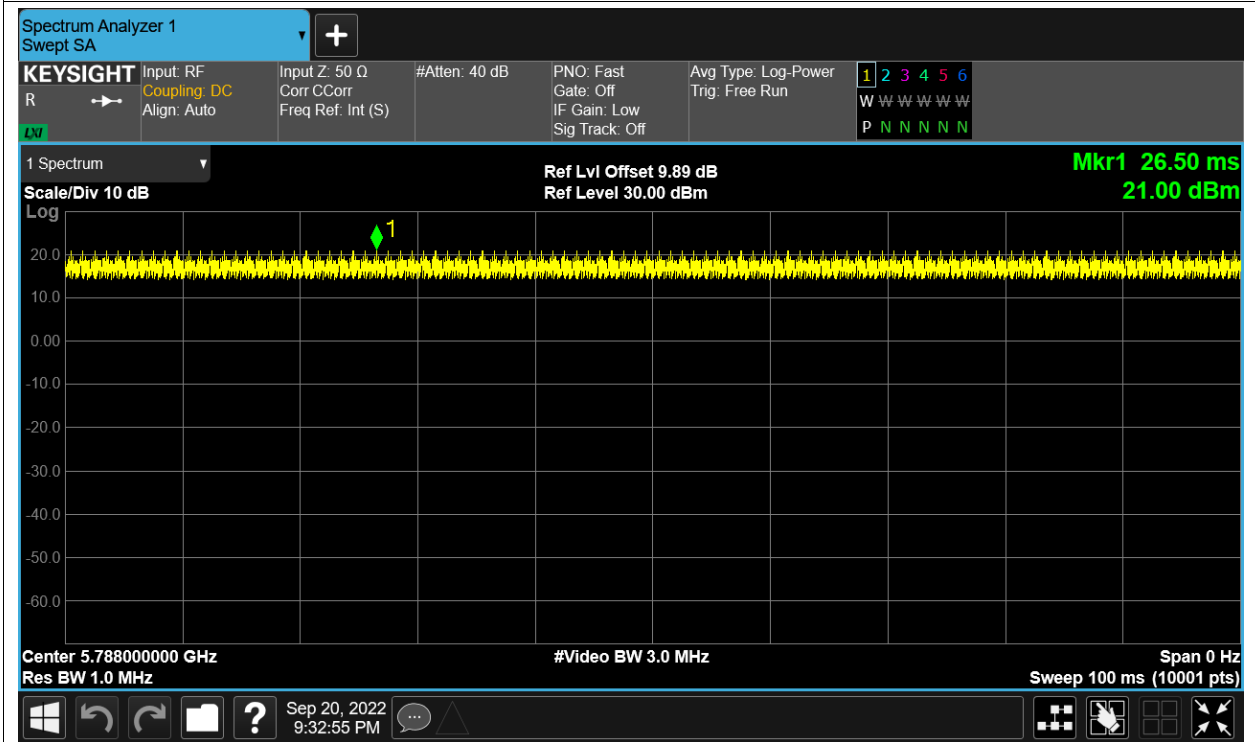 Spectrum Analyzer 1
Swept SA
KEYSIGHT Input: RF Input Z: 50 Ω #Atten: 40 dB PNO: Fast Avg Type: Log-Power 1 2 3 4 5 6
R Coupling: DC Corr CCorr Gate: Off Trig: Free Run W W W W W W
Align: Auto Freq Ref: Int (S) IF Gain: Low P N N N N N
LXI Sig Track: Off
1 Spectrum Ref Lvl Offset 9.89 dB Mkr1 26.50 ms
Scale/Div 10 dB Ref Level 30.00 dBm 21.00 dBm
Log
1
20.0
10.0
0.00
-10.0
-20.0
-30.0
-40.0
-50.0
-60.0
Center 5.788000000 GHz #Video BW 3.0 MHz Span 0 Hz
Res BW 1.0 MHz Sweep 100 ms (10001 pts)
Sep 20, 2022
9:32:55 PM